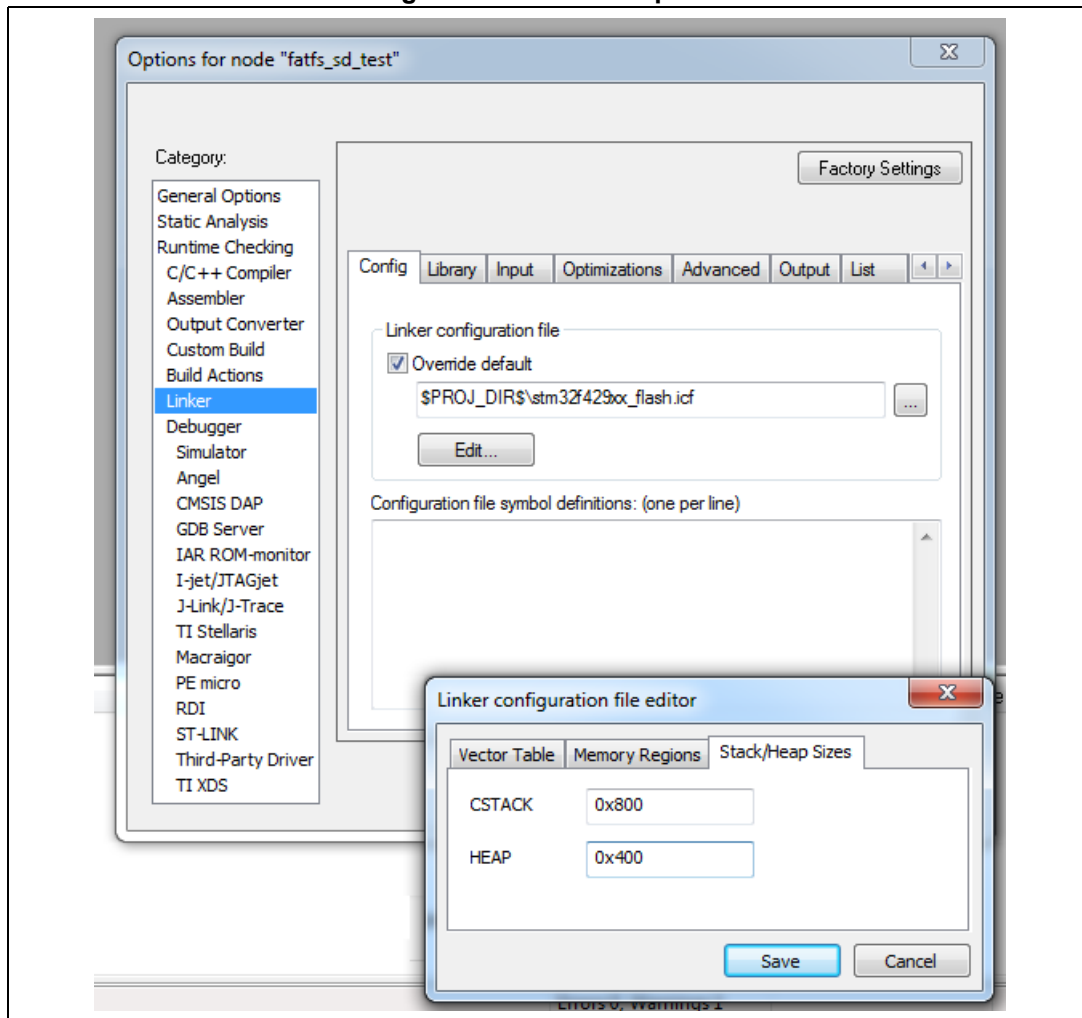 Options for node "fatfs_sd_test"
Category:
Factory Settings
General Options
Static Analysis
Runtime Checking
C/C++ Compiler
Assembler
Output Converter
Custom Build
Build Actions
Linker
Debugger
Simulator
Angel
CMSIS DAP
GDB Server
IAR ROM-monitor
I-jet/JTAGjet
J-Link/J-Trace
TI Stellaris
Macraigor
PE micro
RDI
ST-LINK
Third-Party Driver
TI XDS
Config Library Input Optimizations Advanced Output List
Linker configuration file
Override default
$PROJ_DIR$\stm32f429xx_flash.icf
...
Edit...
Configuration file symbol definitions: (one per line)
Linker configuration file editor
Vector Table Memory Regions Stack/Heap Sizes
CSTACK 0x800
HEAP 0x400
Save Cancel
Errors 0, Warnings 1